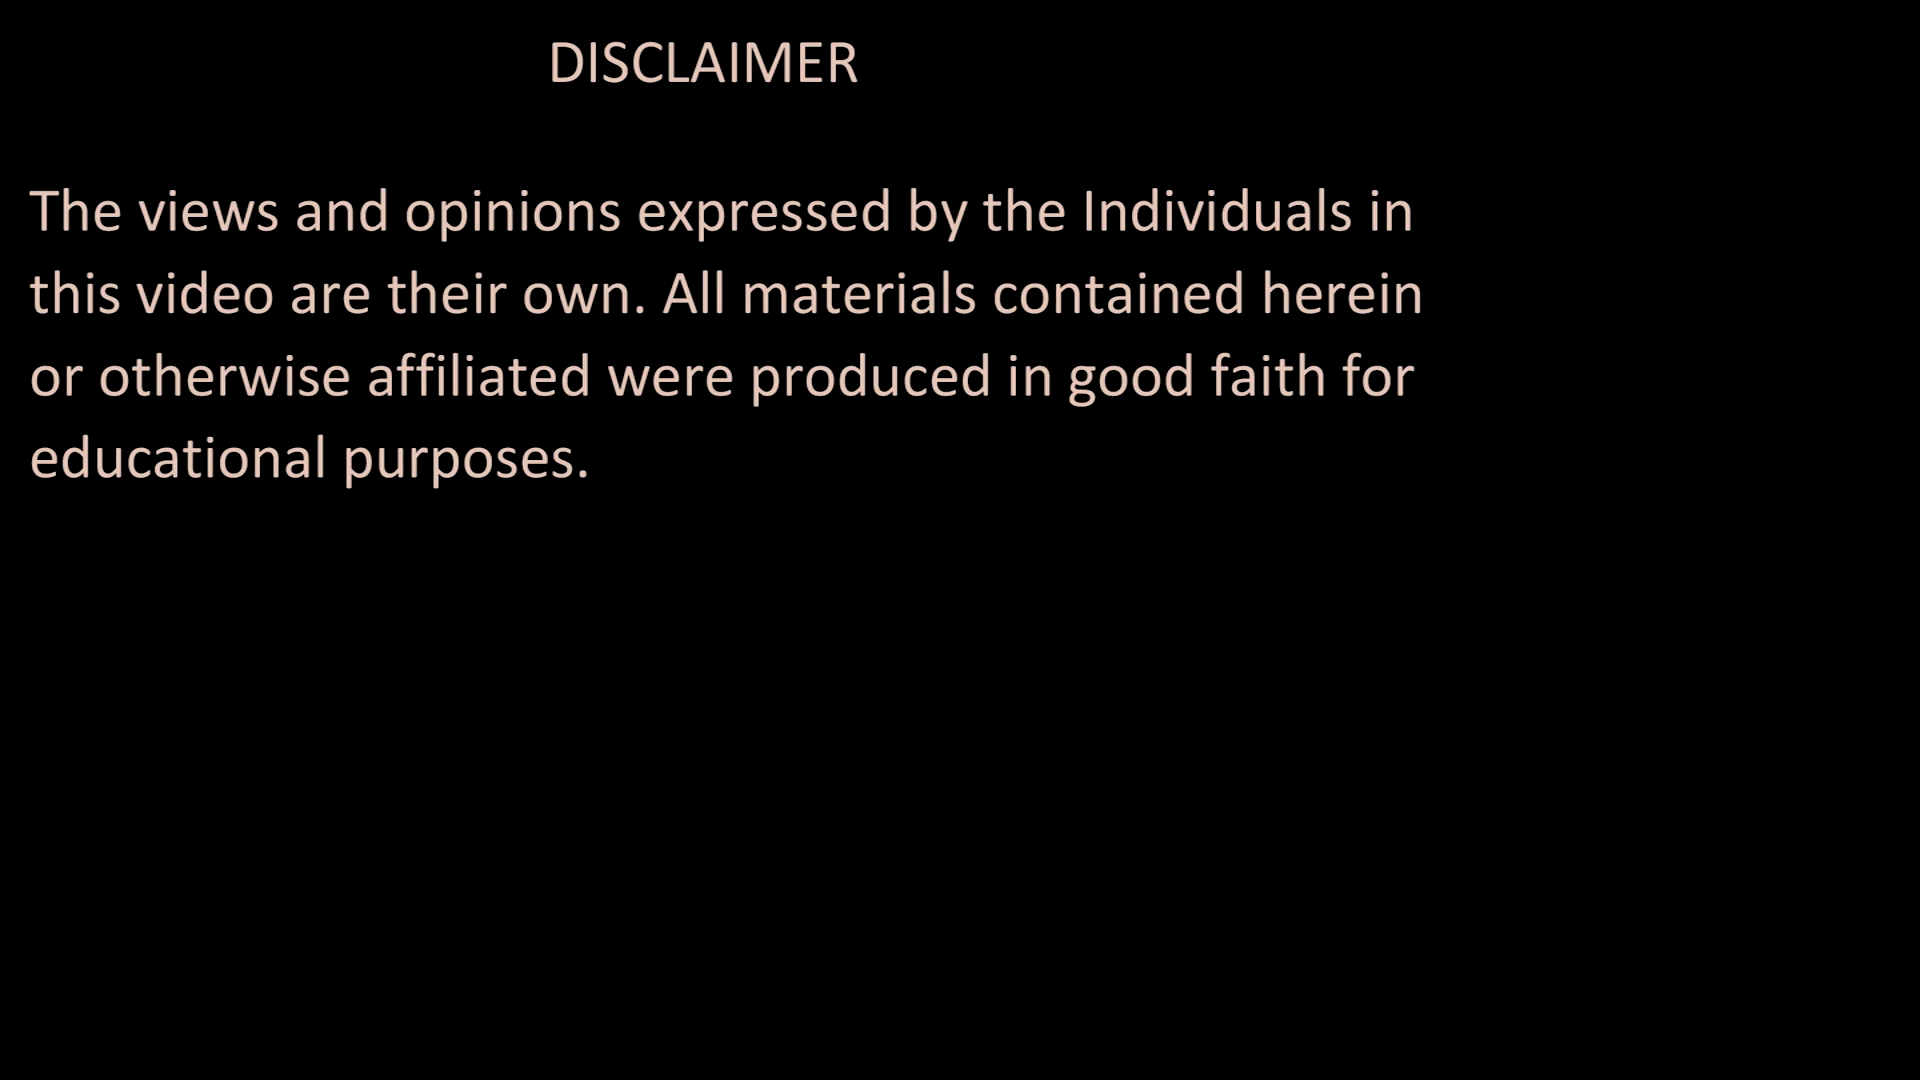 DISCLAIMER
The views and opinions expressed by the Individuals in
this video are their own. All materials contained herein
or otherwise affiliated were produced in good faith for
educational purposes.